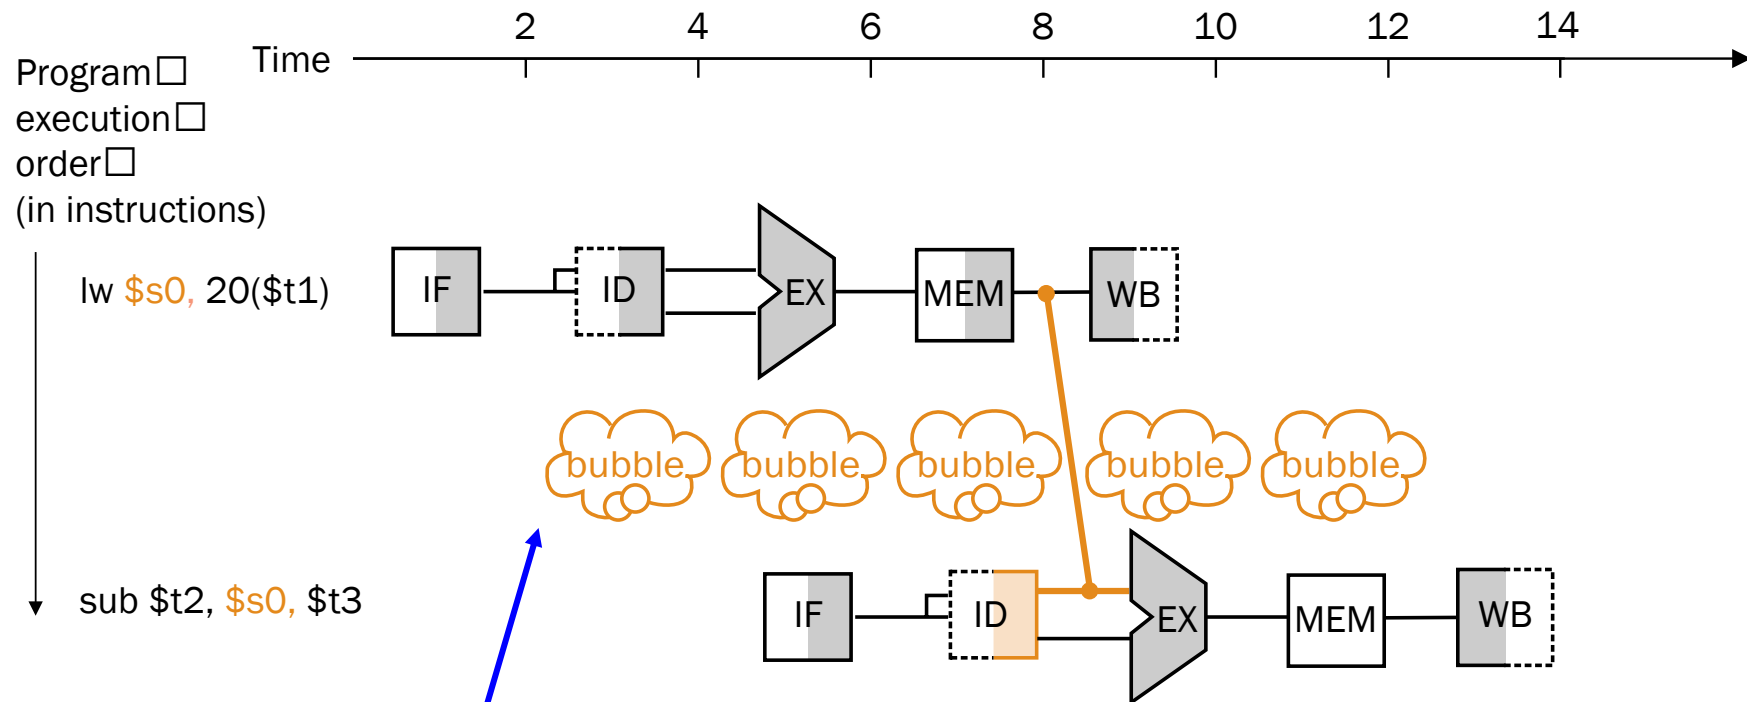 2 4 6 8 10 12 14
Time
Program□
execution□
order□
(in instructions)
lw $s0, 20($t1)
IF ID EX MEM WB
bubble bubble bubble bubble bubble
sub $t2, $s0, $t3
IF ID EX MEM WB